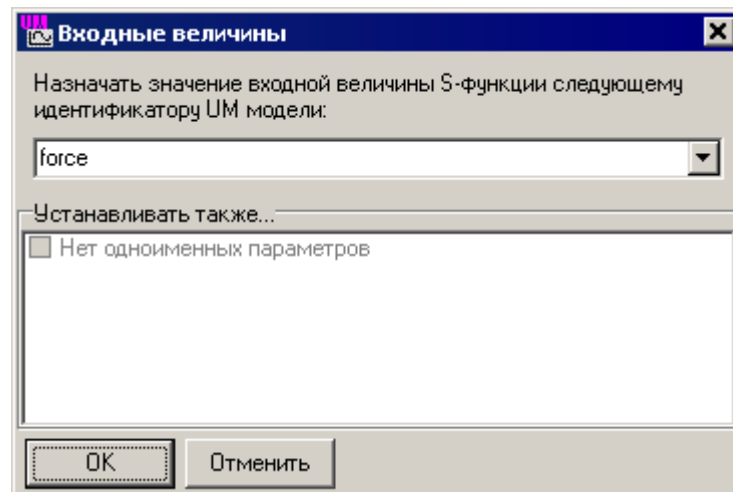 UM
Входные величины
Назначать значение входной величины S-функции следующему
идентификатору UM модели:
force
Устанавливать также...
Нет одноименных параметров
OK
Отменить